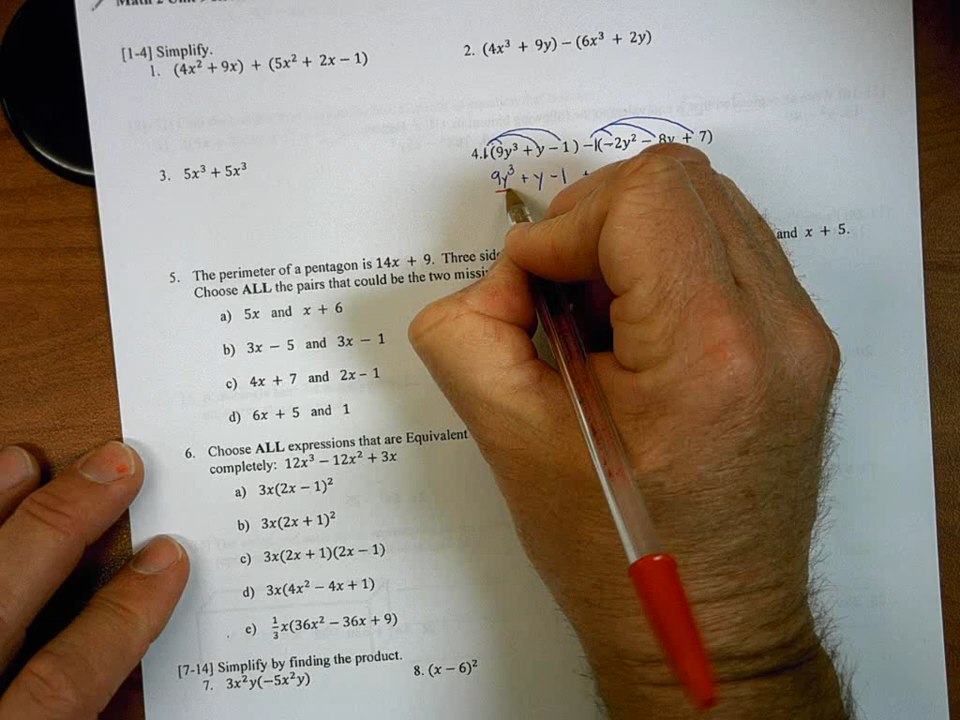 [1-4] Simplify.
1. (4x² + 9x) + (5x² + 2x − 1)
2. (4x³ + 9y) − (6x³ + 2y)
3. 5x³ + 5x³
4. 1(9y³ + y − 1) − 1(−2y² − 8y + 7)
9y³ + y − 1 +
5. The perimeter of a pentagon is 14x + 9. Three and x + 5.
Choose ALL the pairs that could be the two
a) 5x and x + 6
b) 3x − 5 and 3x − 1
c) 4x + 7 and 2x − 1
d) 6x + 5 and 1
6. Choose ALL expressions that are Equivalent
completely: 12x³ − 12x² + 3x
a) 3x(2x − 1)²
b) 3x(2x + 1)²
c) 3x(2x + 1)(2x − 1)
d) 3x(4x² − 4x + 1)
e) ⅓x(36x² − 36x + 9)
[7-14] Simplify by finding the product.
7. 3x²y(−5x²y)
8. (x − 6)²